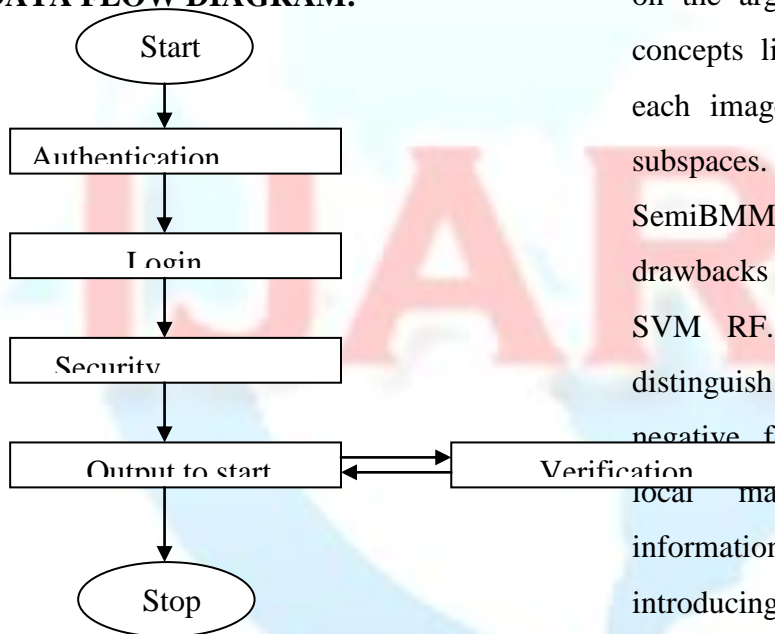 DATA FLOW DIAGRAM:
Start
Authentication
Login
Security
Output to start
Verification
Stop
on the arg
concepts li
each imag
subspaces.
SemiBMM
drawbacks
SVM RF.
distinguish
negative f
local ma
information
introducing
IJAR